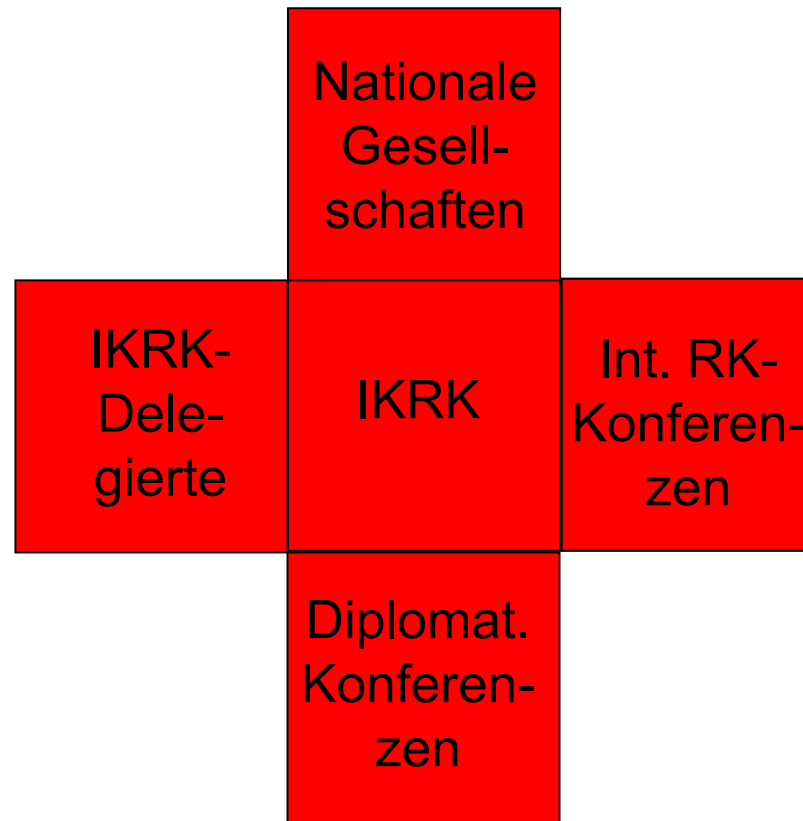 Nationale
Gesell-
schaften
IKRK-
Dele-
gierte
IKRK
Int. RK-
Konferen-
zen
Diplomat.
Konferen-
zen